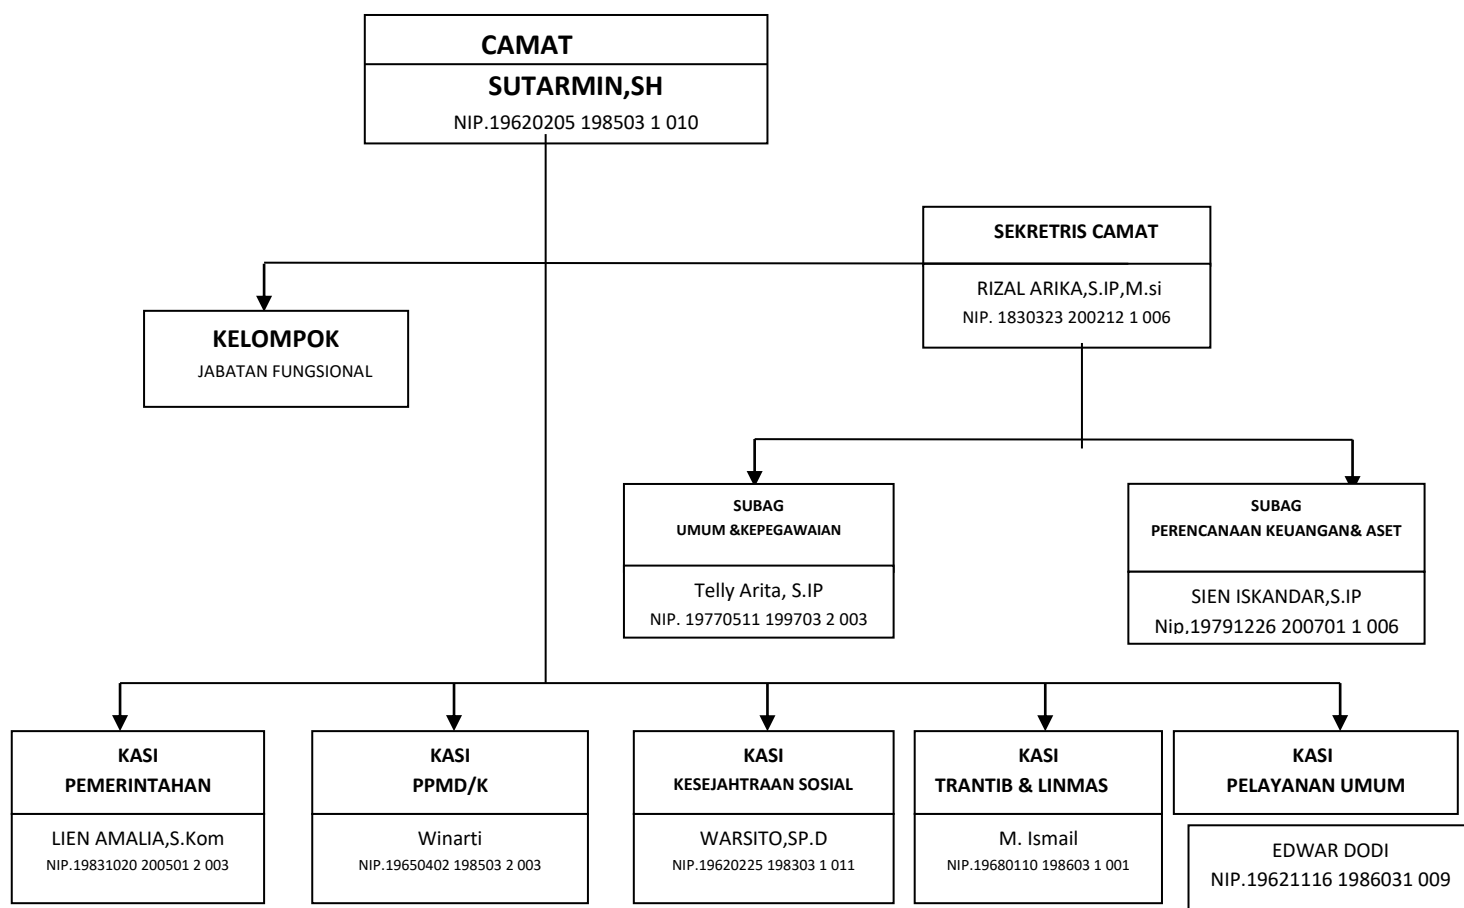 CAMAT
SUTARMIN,SH
NIP.19620205 198503 1 010
SEKRETRIS CAMAT
RIZAL ARIKA,S.IP,M.si
NIP. 1830323 200212 1 006
KELOMPOK
JABATAN FUNGSIONAL
SUBAG
UMUM &KEPEGAWAIAN
Telly Arita, S.IP
NIP. 19770511 199703 2 003
SUBAG
PERENCANAAN KEUANGAN& ASET
SIEN ISKANDAR,S.IP
Nip,19791226 200701 1 006
KASI
PEMERINTAHAN
LIEN AMALIA,S.Kom
NIP.19831020 200501 2 003
KASI
PPMD/K
Winarti
NIP.19650402 198503 2 003
KASI
KESEJAHTRAAN SOSIAL
WARSITO,SP.D
NIP.19620225 198303 1 011
KASI
TRANTIB & LINMAS
M. Ismail
NIP.19680110 198603 1 001
KASI
PELAYANAN UMUM
EDWAR DODI
NIP.19621116 1986031 009